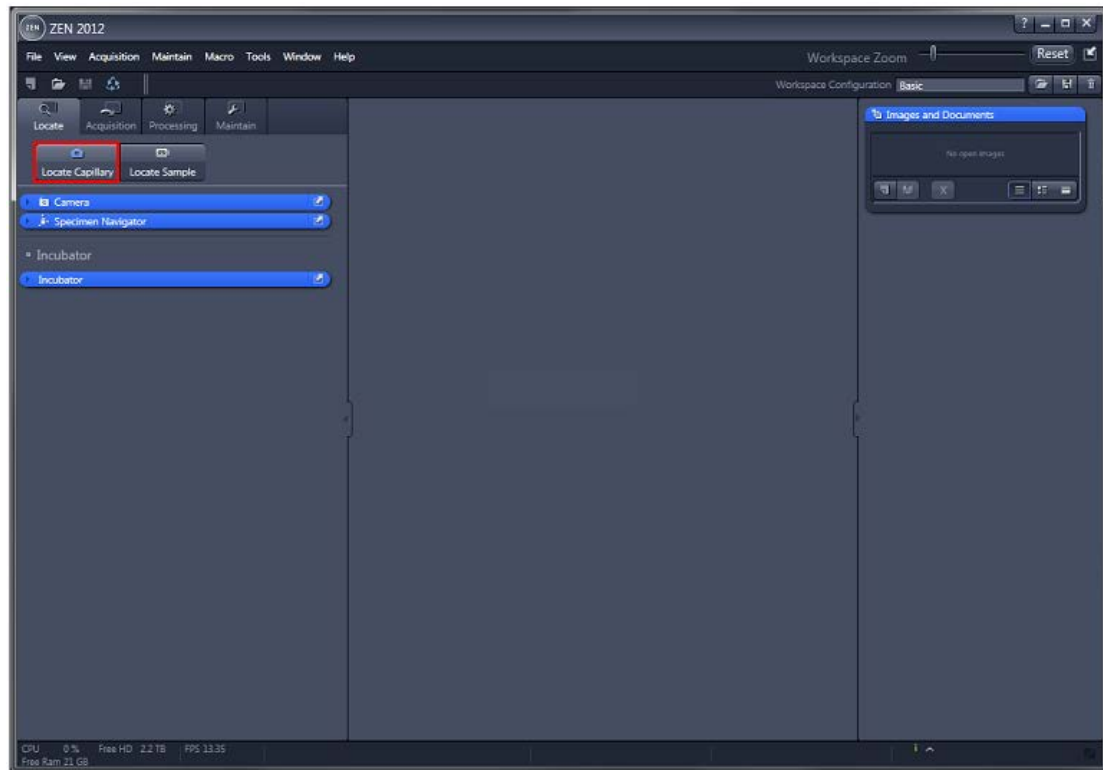 ZEN ZEN 2012
File View Acquisition Maintain Macro Tools Window Help
Workspace Zoom Reset
Workspace Configuration Basic
Locate Acquisition Processing Maintain
Locate Capillary Locate Sample
Camera
Specimen Navigator
Incubator
Incubator
Images and Documents
No open images
CPU 0 % Free HD 2.2 TB FPS 13.35
Free Ram 21 GB